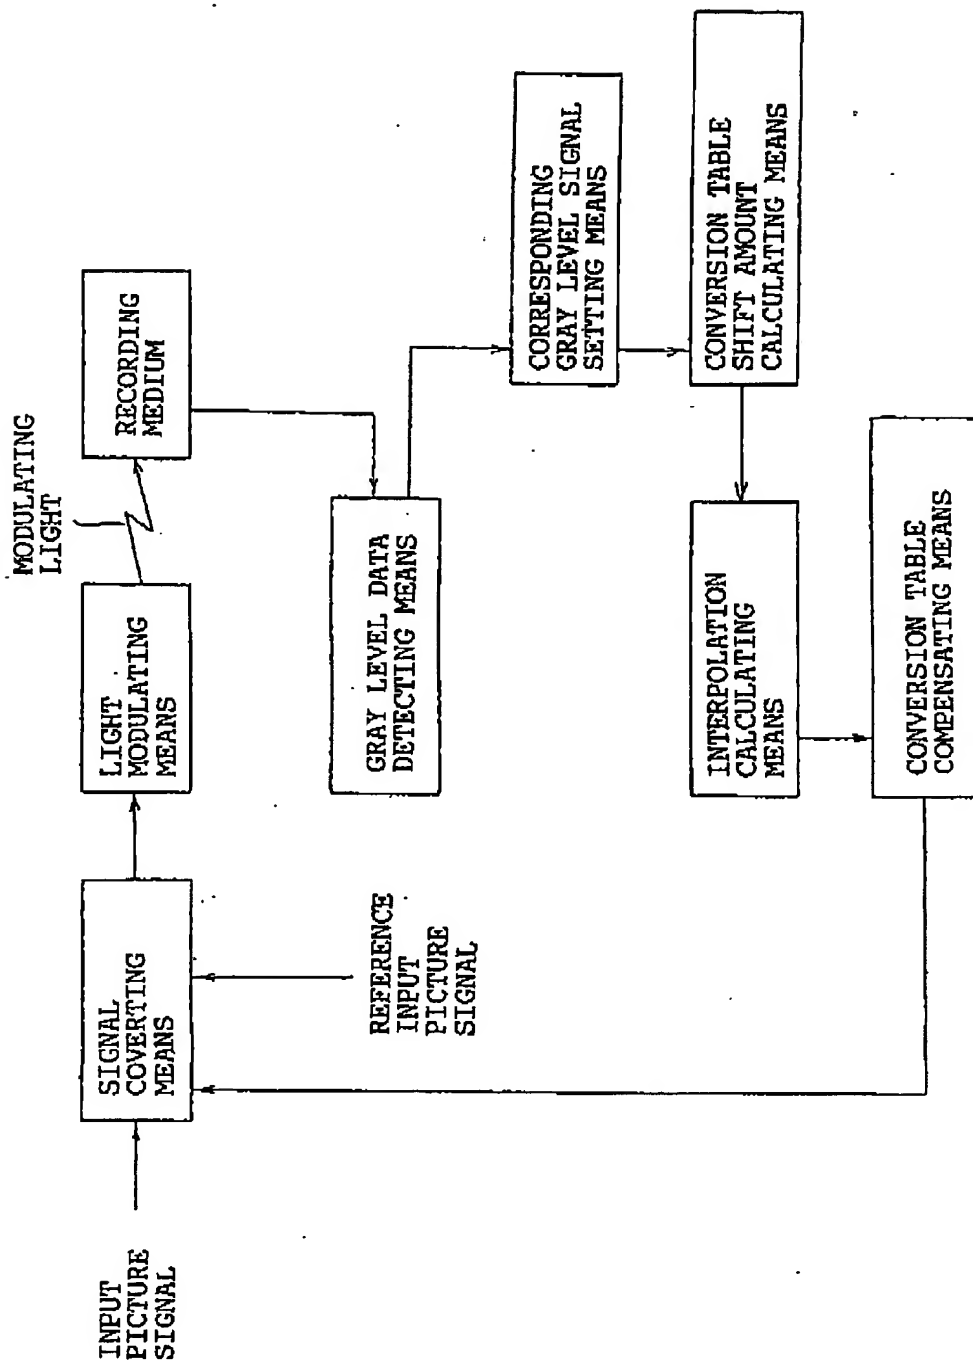 INPUT
PICTURE
SIGNAL
SIGNAL
COVERTING
MEANS
REFERENCE
INPUT
PICTURE
SIGNAL
LIGHT
MODULATING
MEANS
MODULATING
LIGHT
RECORDING
MEDIUM
GRAY LEVEL DATA
DETECTING MEANS
CORRESPONDING
GRAY LEVEL SIGNAL
SETTING MEANS
CONVERSION TABLE
SHIFT AMOUNT
CALCULATING MEANS
INTERPOLATION
CALCULATING
MEANS
CONVERSION TABLE
COMPENSATING MEANS